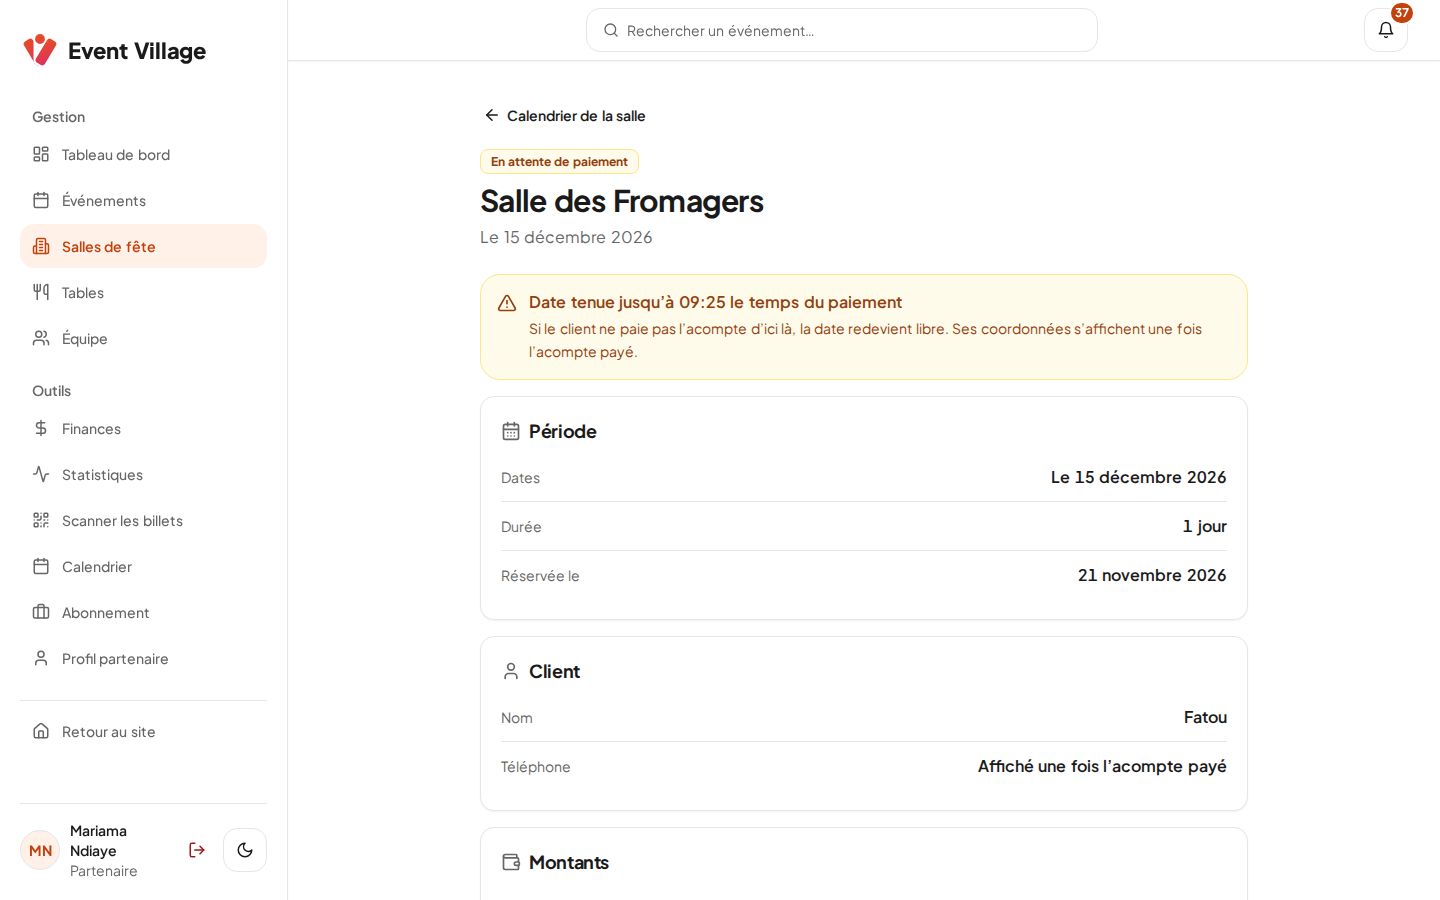 Event Village
Gestion
Tableau de bord
Événements
Salles de fête
Tables
Équipe
Outils
Finances
Statistiques
Scanner les billets
Calendrier
Abonnement
Profil partenaire
Retour au site
MN
Mariama
Ndiaye
Partenaire
Rechercher un événement…
37
Calendrier de la salle
En attente de paiement
Salle des Fromagers
Le 15 décembre 2026
Date tenue jusqu’à 09:25 le temps du paiement
Si le client ne paie pas l’acompte d’ici là, la date redevient libre. Ses coordonnées s’affichent une fois
l’acompte payé.
Période
Dates Le 15 décembre 2026
Durée 1 jour
Réservée le 21 novembre 2026
Client
Nom Fatou
Téléphone Affiché une fois l’acompte payé
Montants